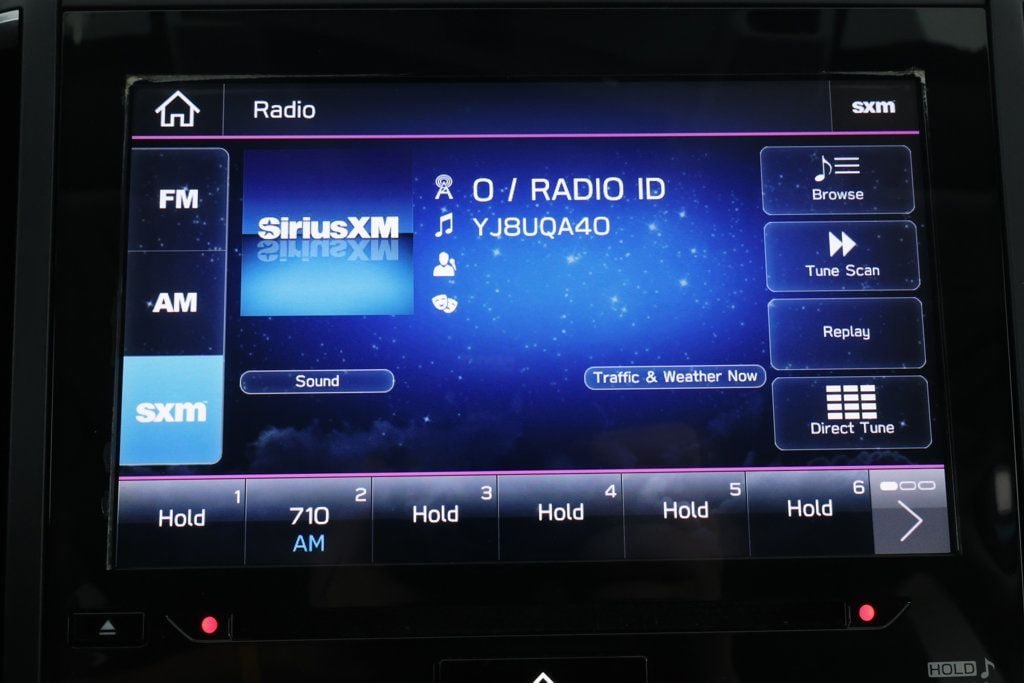 Radio
sxm
FM
AM
sxm
SiriusXM
0 / RADIO ID
YJ8UQA40
Sound
Traffic & Weather Now
Browse
Tune Scan
Replay
Direct Tune
1
Hold
2
710
AM
3
Hold
4
Hold
5
Hold
6
Hold
HOLD